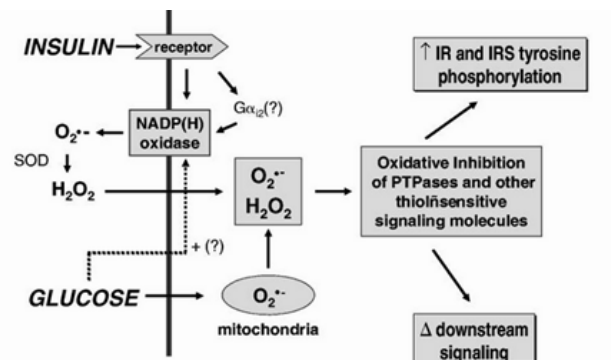 INSULIN
receptor
Gαi2(?)
NADP(H)
oxidase
O2•-
SOD
H2O2
O2•-
H2O2
+ (?)
GLUCOSE
O2•-
mitochondria
↑ IR and IRS tyrosine
phosphorylation
Oxidative Inhibition
of PTPases and other
thiolñsensitive
signaling molecules
Δ downstream
signaling